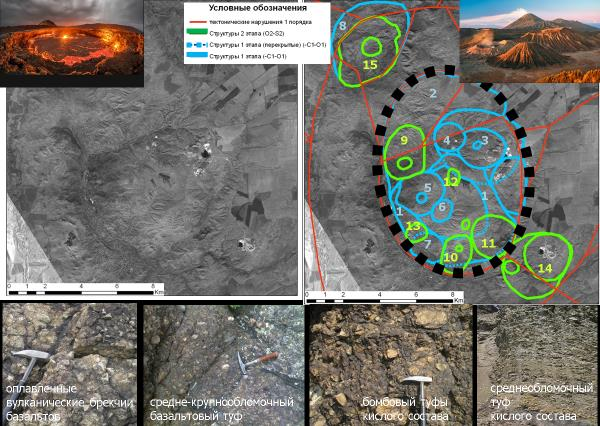 Условные обозначения
тектонические нарушения 1 порядка
Структуры 2 этапа (O2-S2)
Структуры 1 этапа (перекрытые) (-C1-O1)
Структуры 1 этапа (-C1-O1)
8
15
2
9
4
3
12
5
1
6
1
13
7
10
11
14
0 1 2 4 6 8
Km
0 1 2 4 6 8
Km
оплавленные
вулканические брекчии
базальтов
средне-крупнообломочный
базальтовый туф
бомбовый туфы
кислого состава
среднеобломочный
туф
кислого состава